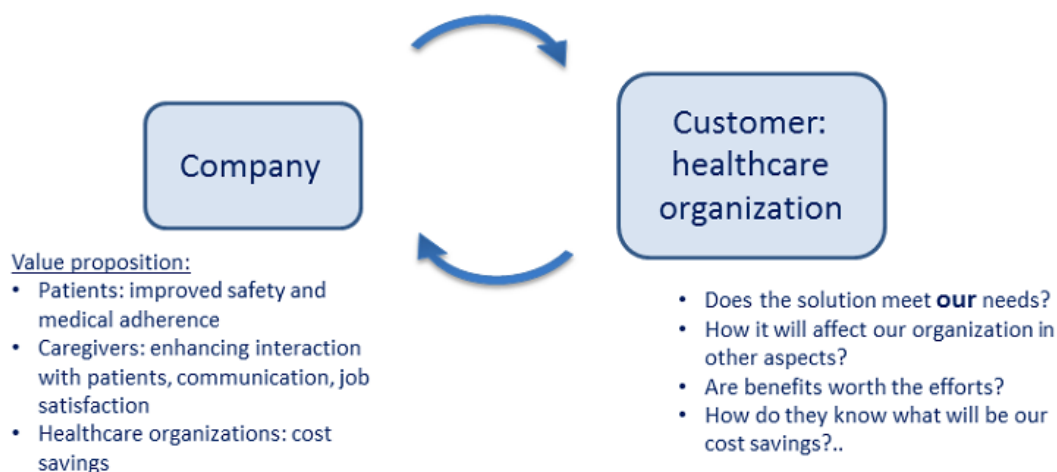 Company
Value proposition:
• Patients: improved safety and
medical adherence
• Caregivers: enhancing interaction
with patients, communication, job
satisfaction
• Healthcare organizations: cost
savings
Customer:
healthcare
organization
• Does the solution meet our needs?
• How it will affect our organization in
other aspects?
• Are benefits worth the efforts?
• How do they know what will be our
cost savings?..